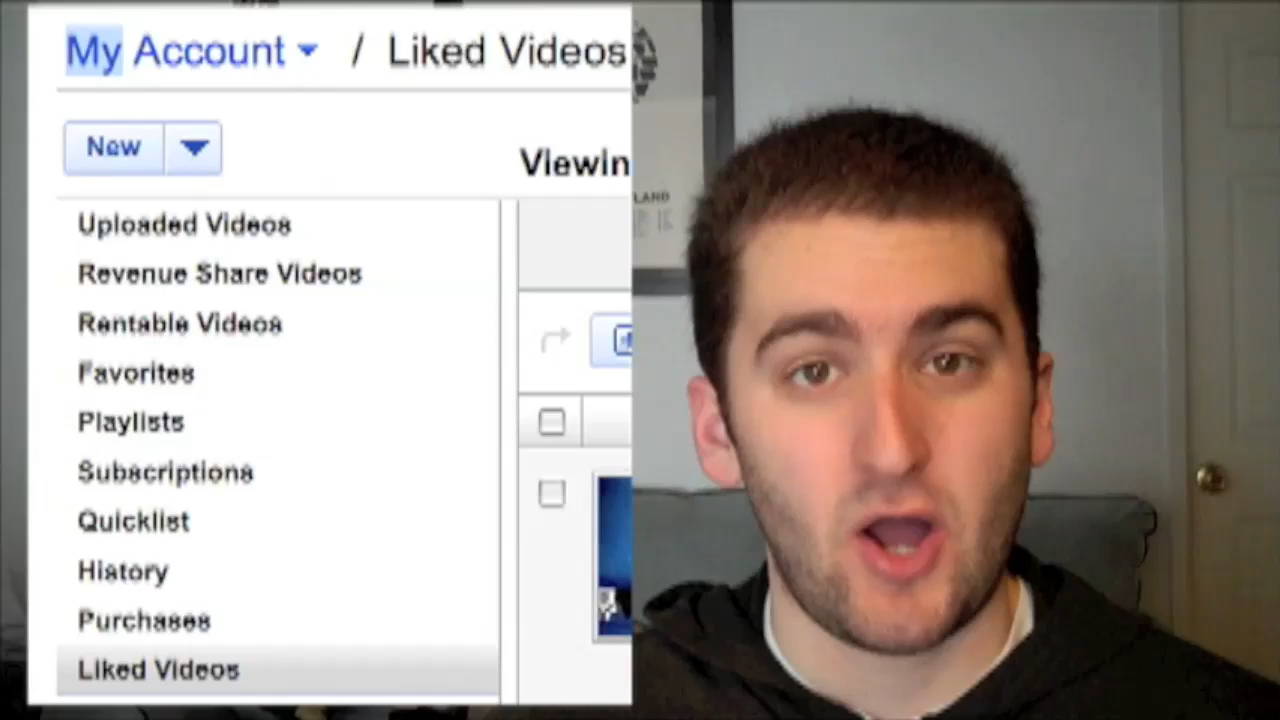 My Account / Liked Videos
New
Viewin
Uploaded Videos
Revenue Share Videos
Rentable Videos
Favorites
Playlists
Subscriptions
Quicklist
History
Purchases
Liked Videos
LAND